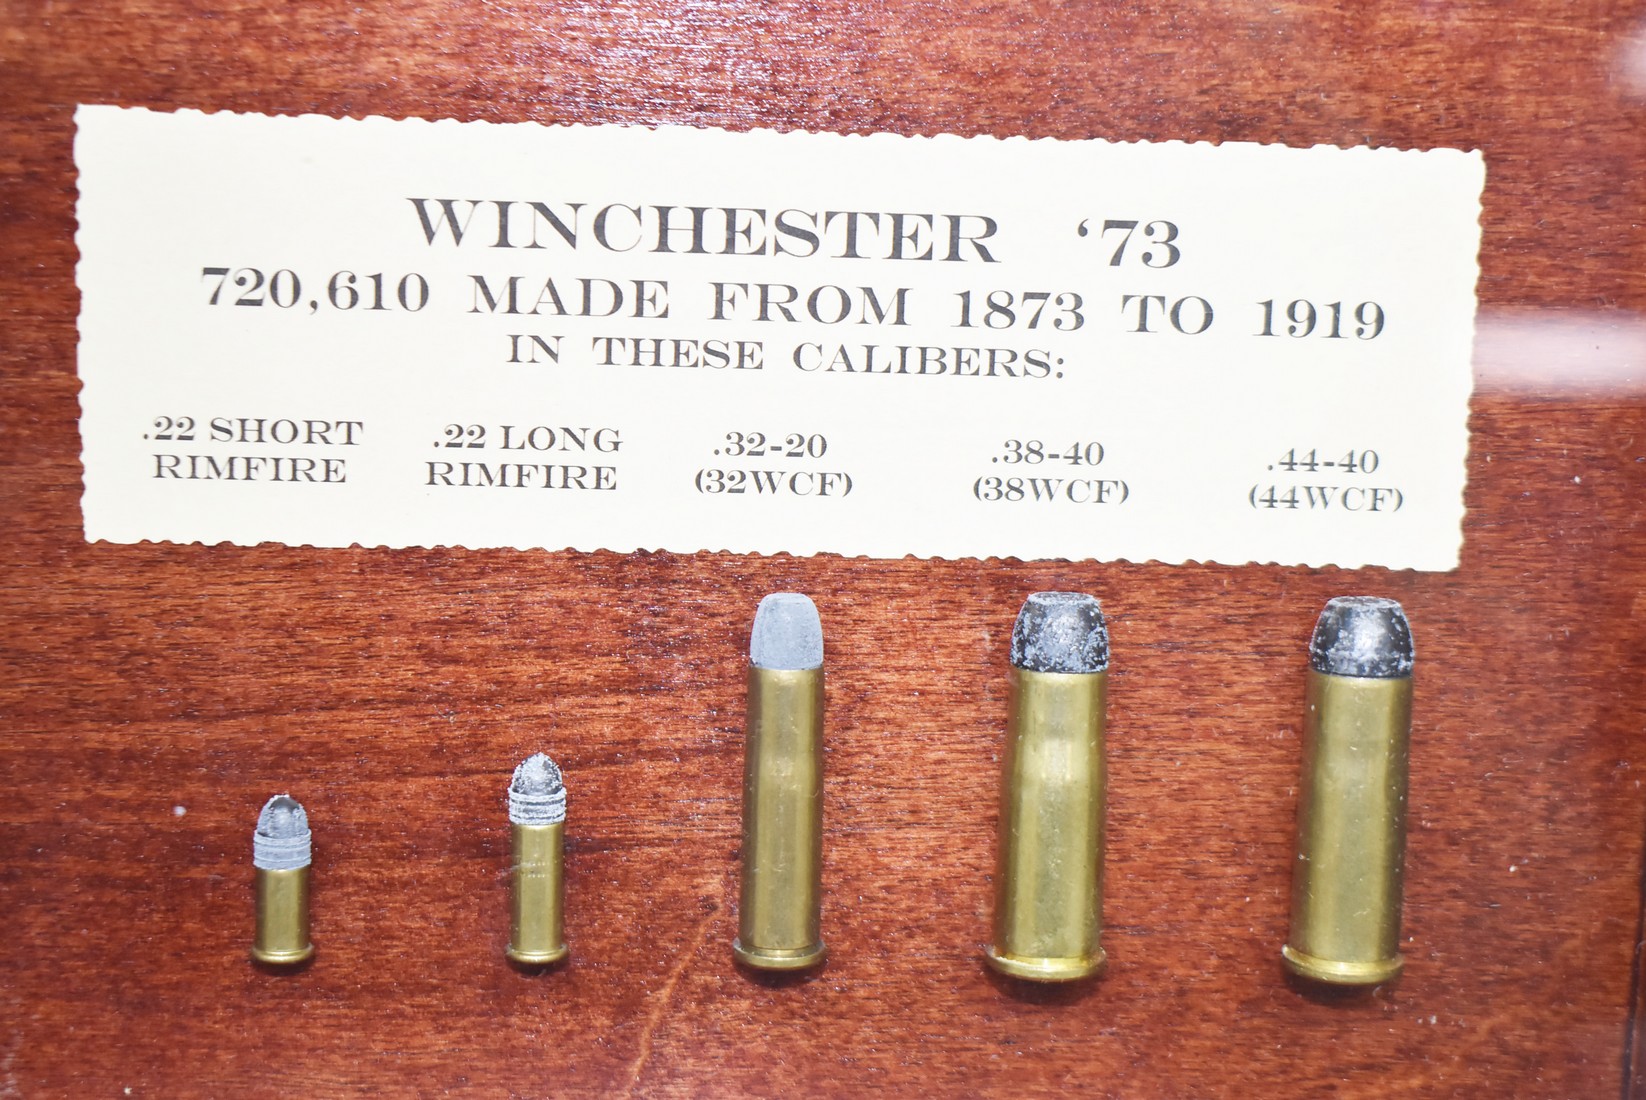 WINCHESTER ‘73
720,610 MADE FROM 1873 TO 1919
IN THESE CALIBERS:
.22 SHORT RIMFIRE
.22 LONG RIMFIRE
.32-20 (32WCF)
.38-40 (38WCF)
.44-40 (44WCF)